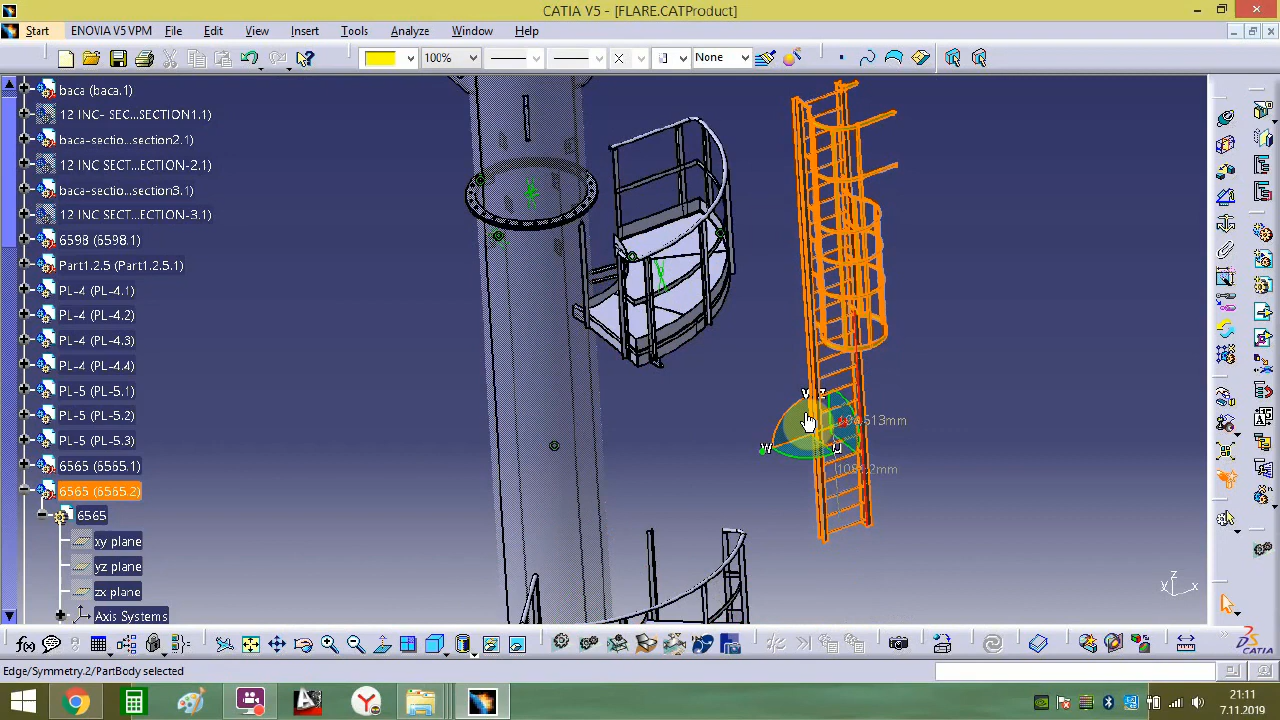 CATIA V5 - [FLARE.CATProduct]
Start ENOVIA V5 VPM File Edit View Insert Tools Analyze Window Help
100% None
baca (baca.1)
12 INC- SEC...SECTION1.1)
baca-sectio...section2.1)
12 INC SECT...ECTION-2.1)
baca-sectio...section3.1)
12 INC SECT...ECTION-3.1)
6598 (6598.1)
Part1.2.5 (Part1.2.5.1)
PL-4 (PL-4.1)
PL-4 (PL-4.2)
PL-4 (PL-4.3)
PL-4 (PL-4.4)
PL-5 (PL-5.1)
PL-5 (PL-5.2)
PL-5 (PL-5.3)
6565 (6565.1)
6565 (6565.2)
6565
xy plane
yz plane
zx plane
Axis Systems
w
u
z
y x
Edge/Symmetry.2/PartBody selected
CATIA
21:11
7.11.2019